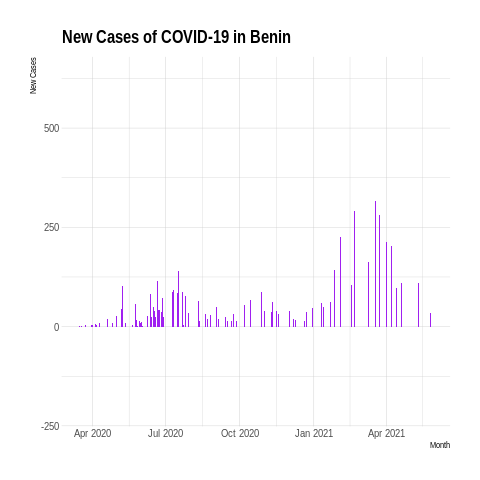 New Cases of COVID-19 in Benin
New Cases
500
250
0
-250
Apr 2020 Jul 2020 Oct 2020 Jan 2021 Apr 2021
Month